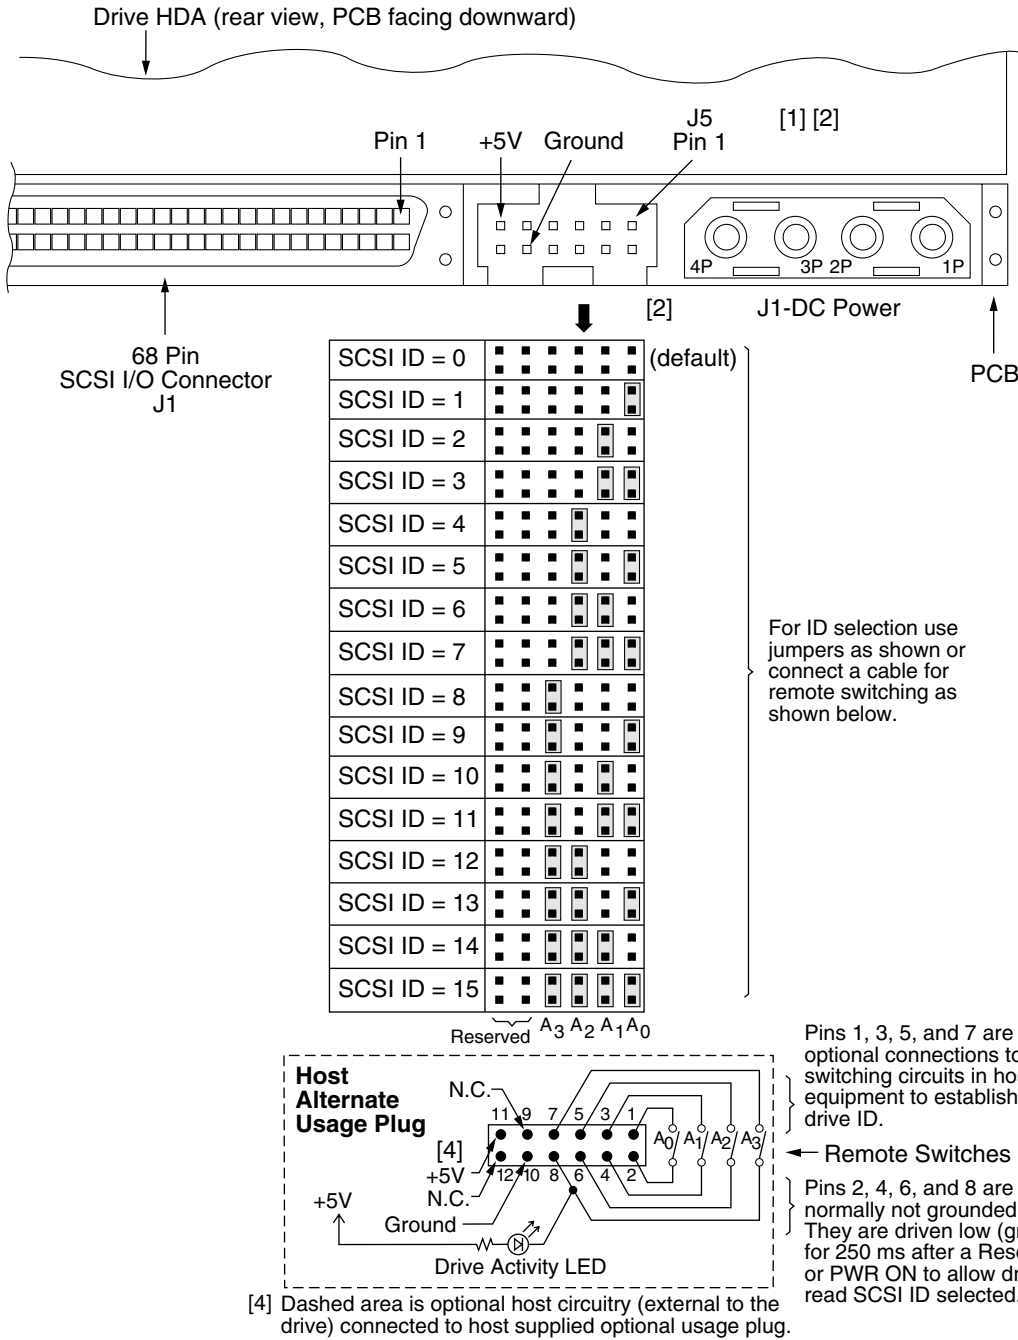 Drive HDA (rear view, PCB facing downward)
J5
[1] [2]
Pin 1
+5V
Ground
Pin 1
4P
3P
2P
1P
[2]
J1-DC Power
68 Pin
SCSI I/O Connector
J1
PCB
SCSI ID = 0
(default)
SCSI ID = 1
SCSI ID = 2
SCSI ID = 3
SCSI ID = 4
SCSI ID = 5
SCSI ID = 6
SCSI ID = 7
SCSI ID = 8
SCSI ID = 9
SCSI ID = 10
SCSI ID = 11
SCSI ID = 12
SCSI ID = 13
SCSI ID = 14
SCSI ID = 15
For ID selection use
jumpers as shown or
connect a cable for
remote switching as
shown below.
Reserved
A3 A2 A1 A0
Host
Alternate
Usage Plug
N.C.
11 9 7 5 3 1
[4]
+5V
12 10 8 6 4 2
N.C.
A0 A1 A2 A3
+5V
Ground
Drive Activity LED
Pins 1, 3, 5, and 7 are
optional connections to
switching circuits in
equipment to establish
drive ID.
Remote Switches
Pins 2, 4, 6, and 8 are
normally not grounded
They are driven low
for 250 ms after a
or PWR ON to allow
read SCSI ID selected.
[4] Dashed area is optional host circuitry (external to the
drive) connected to host supplied optional usage plug.